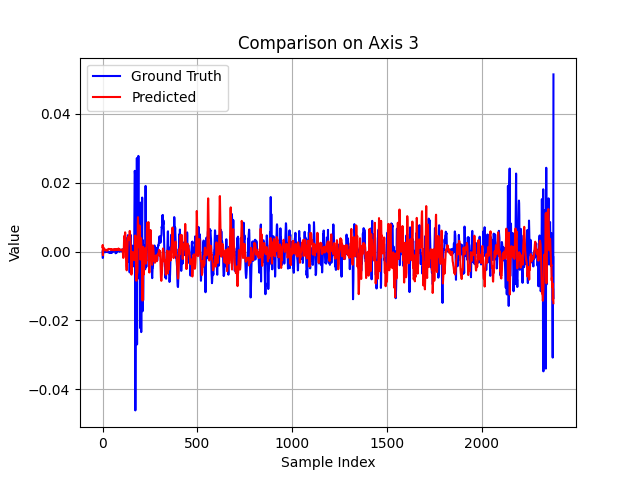 Comparison on Axis 3
Ground Truth
Predicted
0.04
0.02
0.00
−0.02
−0.04
Value
0 500 1000 1500 2000
Sample Index